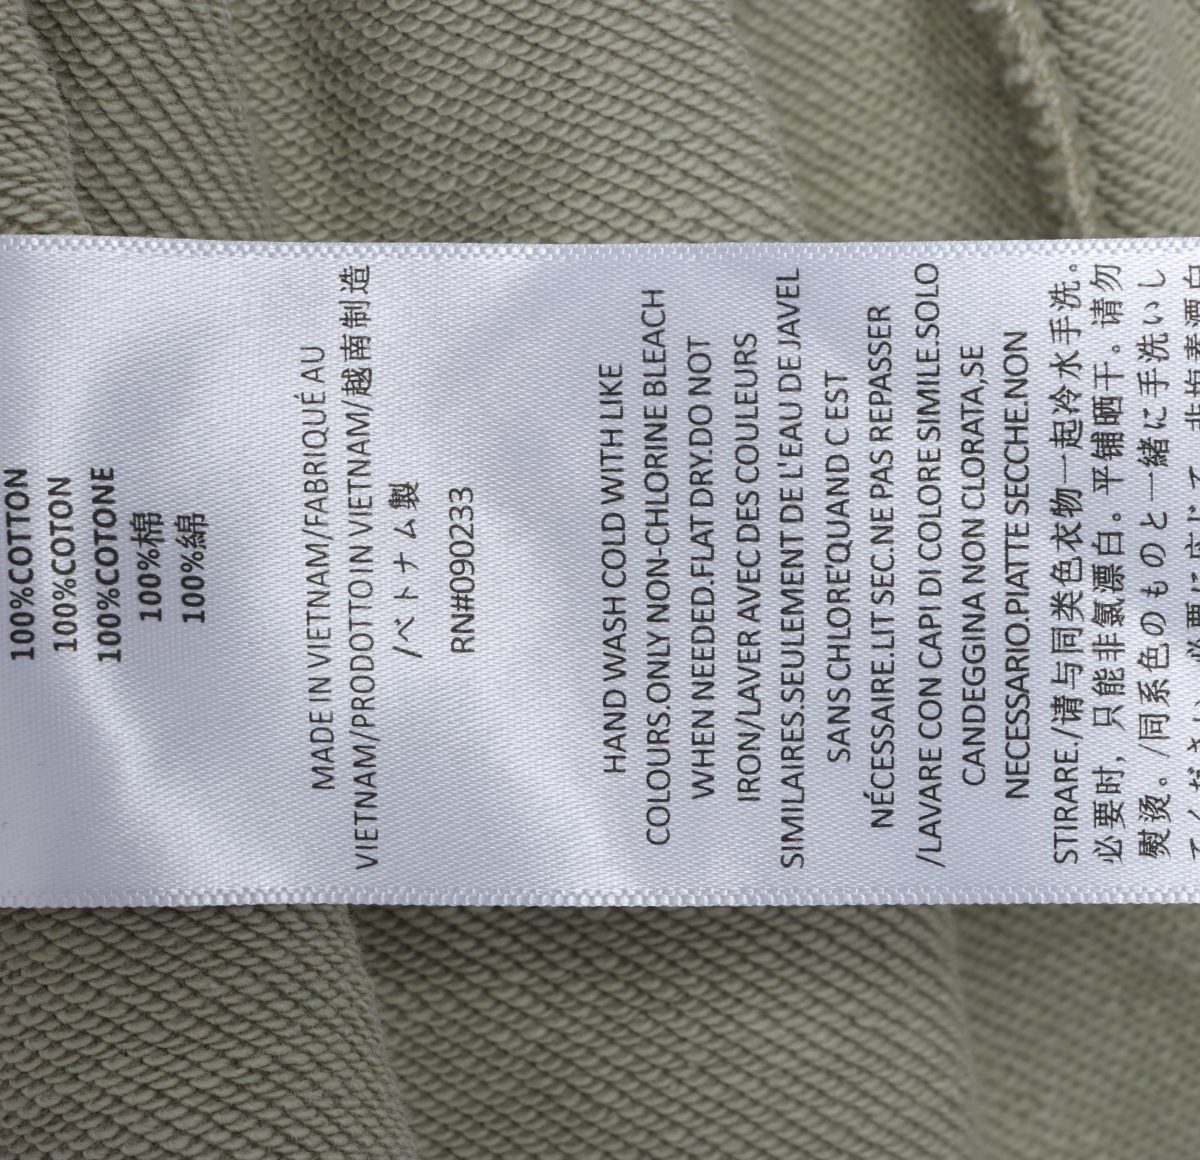 100%COTTON
100%COTON
100%COTONE
100%棉
100%綿
MADE IN VIETNAM/FABRIQUÉ AU
VIETNAM/PRODOTTO IN VIETNAM/越南制造
/ベトナム製
RN#090233
HAND WASH COLD WITH LIKE
COLOURS.ONLY NON-CHLORINE BLEACH
WHEN NEEDED.FLAT DRY.DO NOT
IRON/LAVER AVEC DES COULEURS
SIMILAIRES.SEULEMENT DE L'EAU DE JAVEL
SANS CHLORE'QUAND C EST
NÉCESSAIRE.LIT SEC.NE PAS REPASSER
/LAVARE CON CAPI DI COLORE SIMILE.SOLO
CANDEGGINA NON CLORATA,SE
NECESSARIO.PIATTE SECCHE.NON
STIRARE./请与同类色衣物一起冷水手洗。
必要时，只能非氯漂白。平铺晒干。请勿
熨烫。/同系色のものと一緒に手洗いし